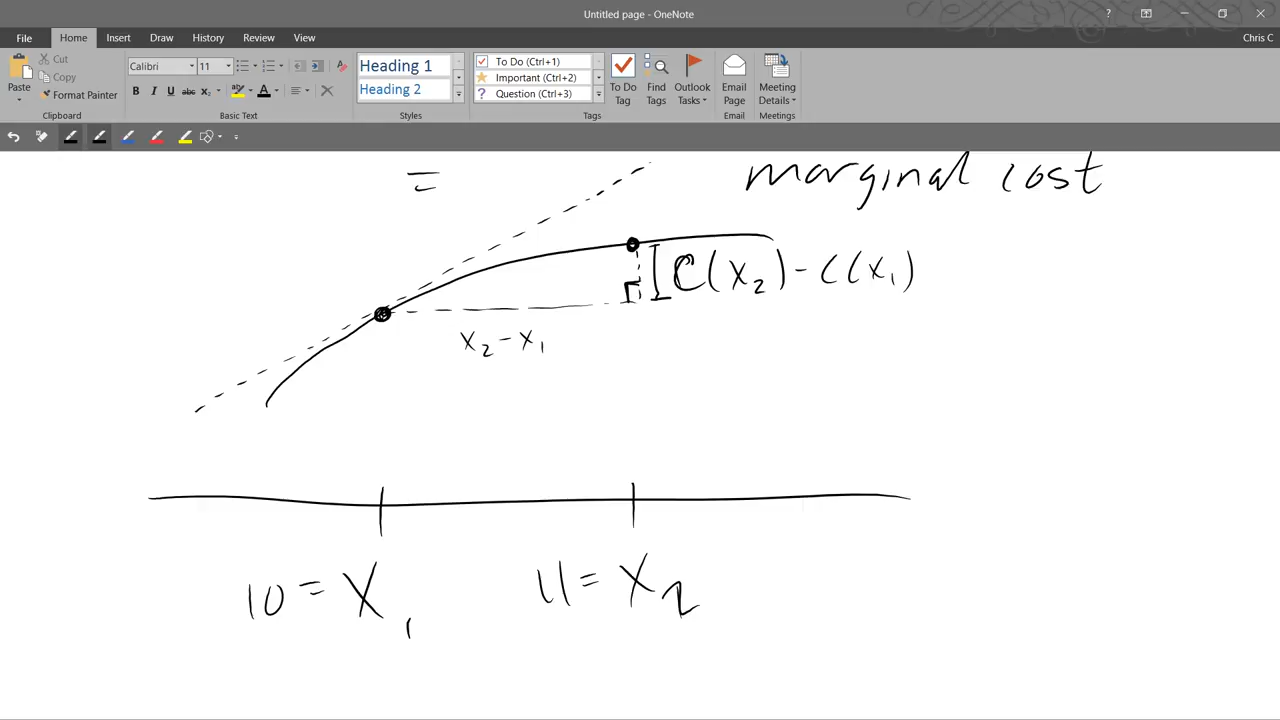 Untitled page - OneNote
?
File Home Insert Draw History Review View
Chris C
Paste
Cut
Copy
Format Painter
Clipboard
Calibri 11
B I U abc x₂ A
Basic Text
Heading 1
Heading 2
Styles
To Do (Ctrl+1)
Important (Ctrl+2)
? Question (Ctrl+3)
To Do Tag
Find Tags
Tags
Outlook Tasks
Email Page
Email
Meeting Details
Meetings
= marginal cost
C(x₂) - C(x₁)
x₂ - x₁
10 = x₁ 11 = x₂